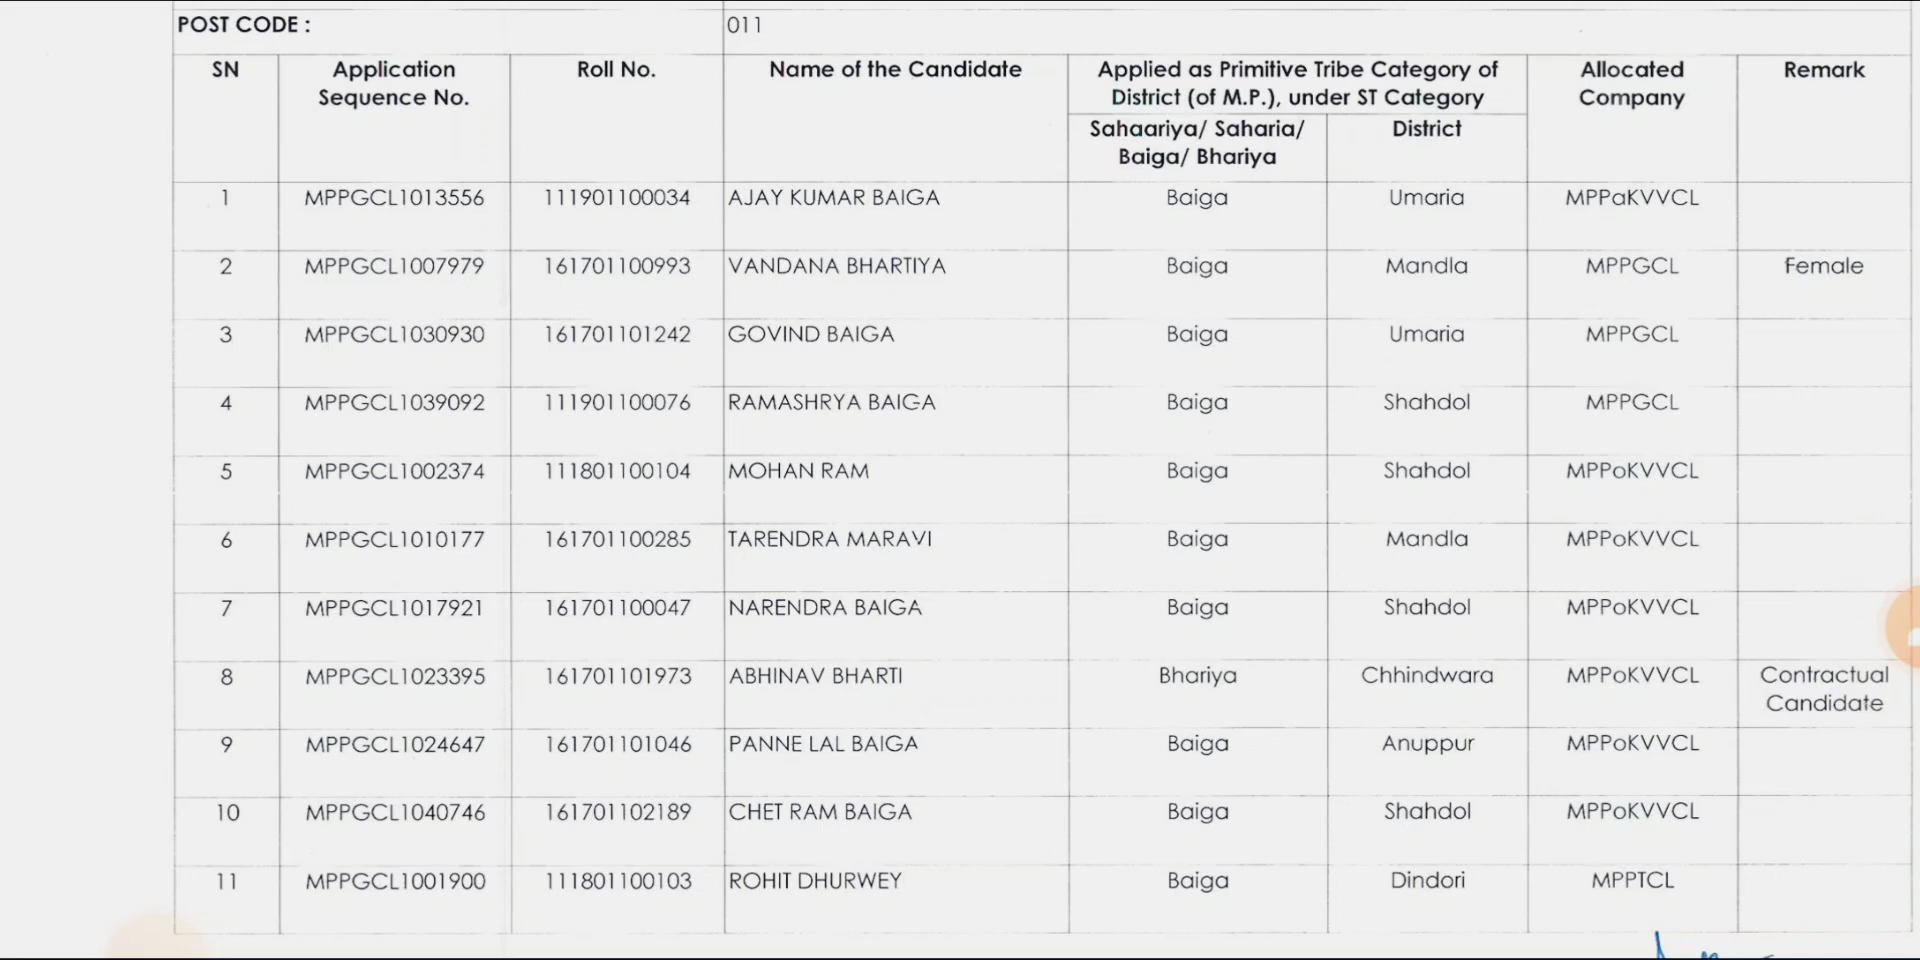 POST CODE : 011
SN Application Sequence No. Roll No. Name of the Candidate Applied as Primitive Tribe Category of District (of M.P.), under ST Category Allocated Company Remark
Sahaariya/ Saharia/ Baiga/ Bhariya District
1 MPPGCL1013556 111901100034 AJAY KUMAR BAIGA Baiga Umaria MPPaKVVCL
2 MPPGCL1007979 161701100993 VANDANA BHARTIYA Baiga Mandla MPPGCL Female
3 MPPGCL1030930 161701101242 GOVIND BAIGA Baiga Umaria MPPGCL
4 MPPGCL1039092 111901100076 RAMASHRYA BAIGA Baiga Shahdol MPPGCL
5 MPPGCL1002374 111801100104 MOHAN RAM Baiga Shahdol MPPoKVVCL
6 MPPGCL1010177 161701100285 TARENDRA MARAVI Baiga Mandla MPPoKVVCL
7 MPPGCL1017921 161701100047 NARENDRA BAIGA Baiga Shahdol MPPoKVVCL
8 MPPGCL1023395 161701101973 ABHINAV BHARTI Bhariya Chhindwara MPPoKVVCL Contractual Candidate
9 MPPGCL1024647 161701101046 PANNE LAL BAIGA Baiga Anuppur MPPoKVVCL
10 MPPGCL1040746 161701102189 CHET RAM BAIGA Baiga Shahdol MPPoKVVCL
11 MPPGCL1001900 111801100103 ROHIT DHURWEY Baiga Dindori MPPTCL